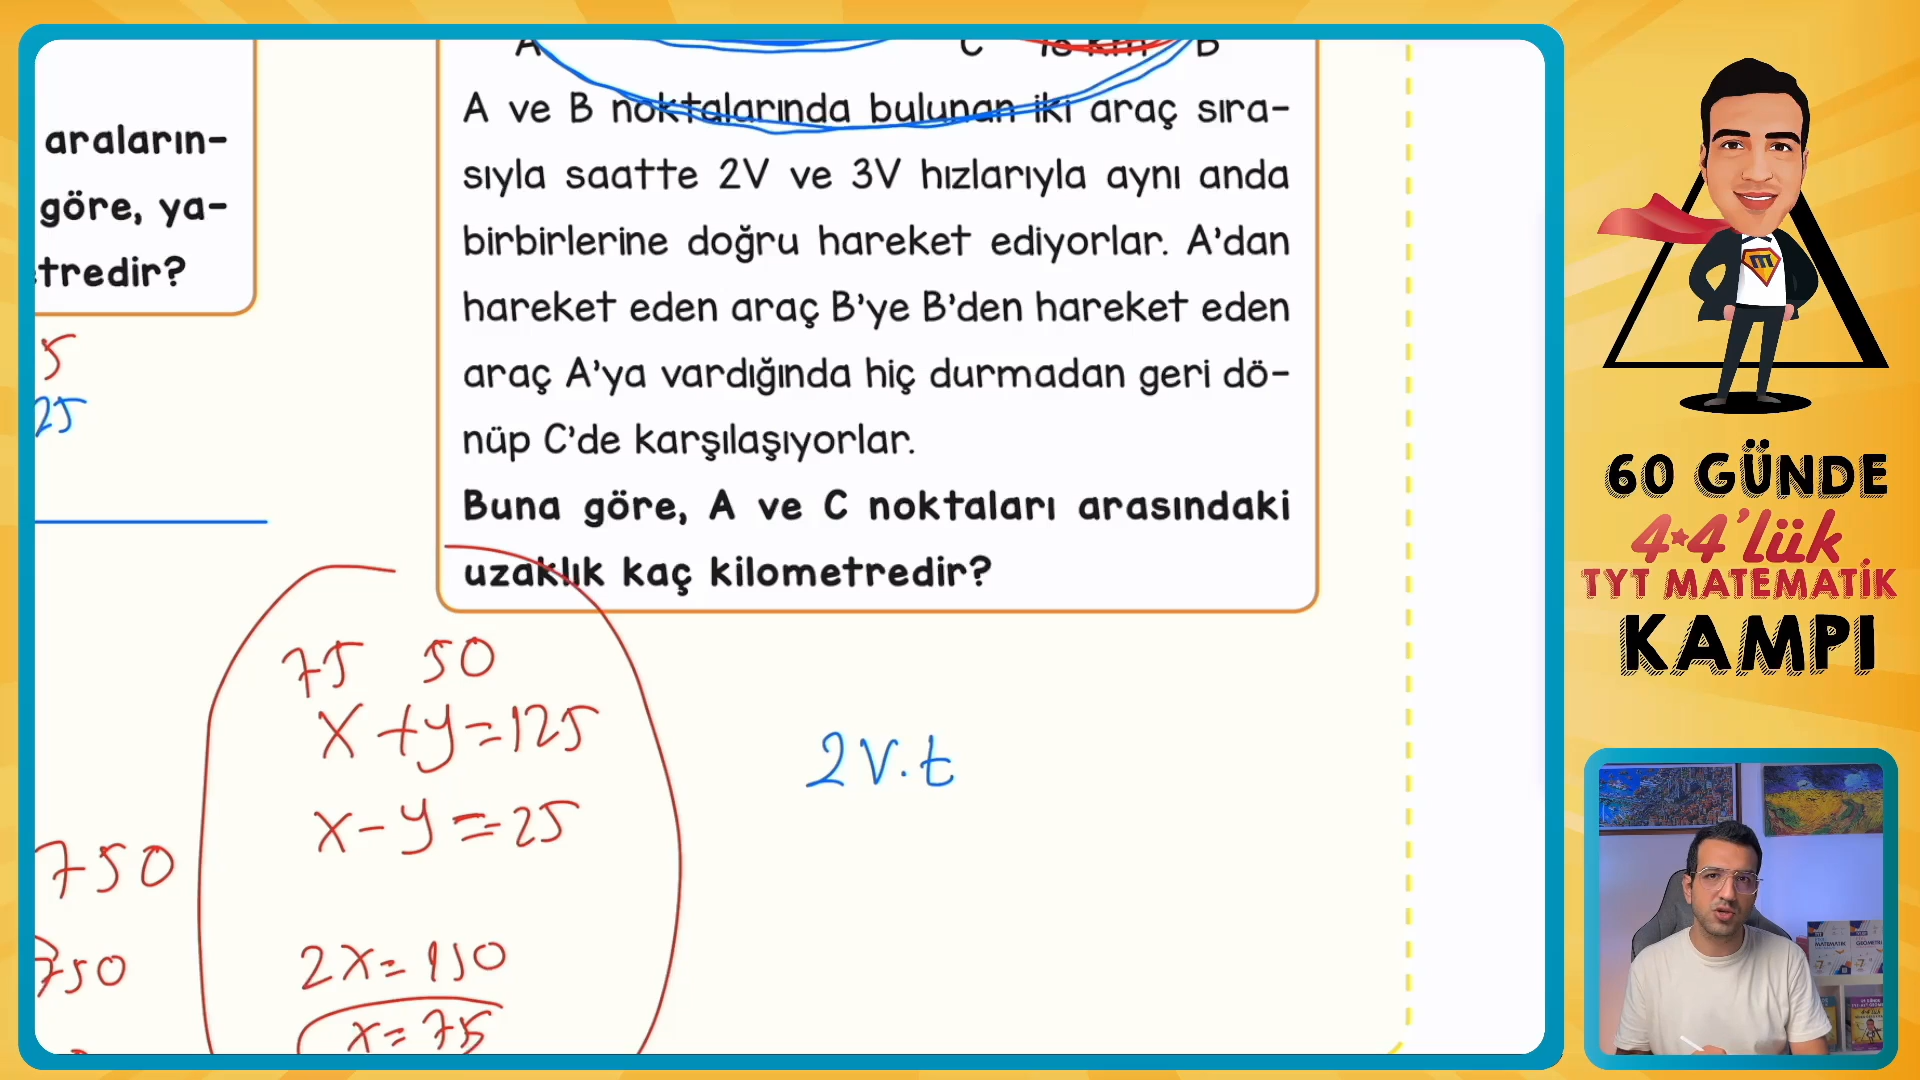 A C B
araların-
göre, ya-
tredir?
5
25
A ve B noktalarında bulunan iki araç sıra-
sıyla saatte 2V ve 3V hızlarıyla aynı anda
birbirlerine doğru hareket ediyorlar. A'dan
hareket eden araç B'ye B'den hareket eden
araç A'ya vardığında hiç durmadan geri dö-
nüp C'de karşılaşıyorlar.
Buna göre, A ve C noktaları arasındaki
uzaklık kaç kilometredir?
75 50
x+y=125
x-y=25
2x=150
x=75
750
750
2V.t
60 GÜNDE
4★4'lük
TYT MATEMATİK
KAMPI
MATEMATİK